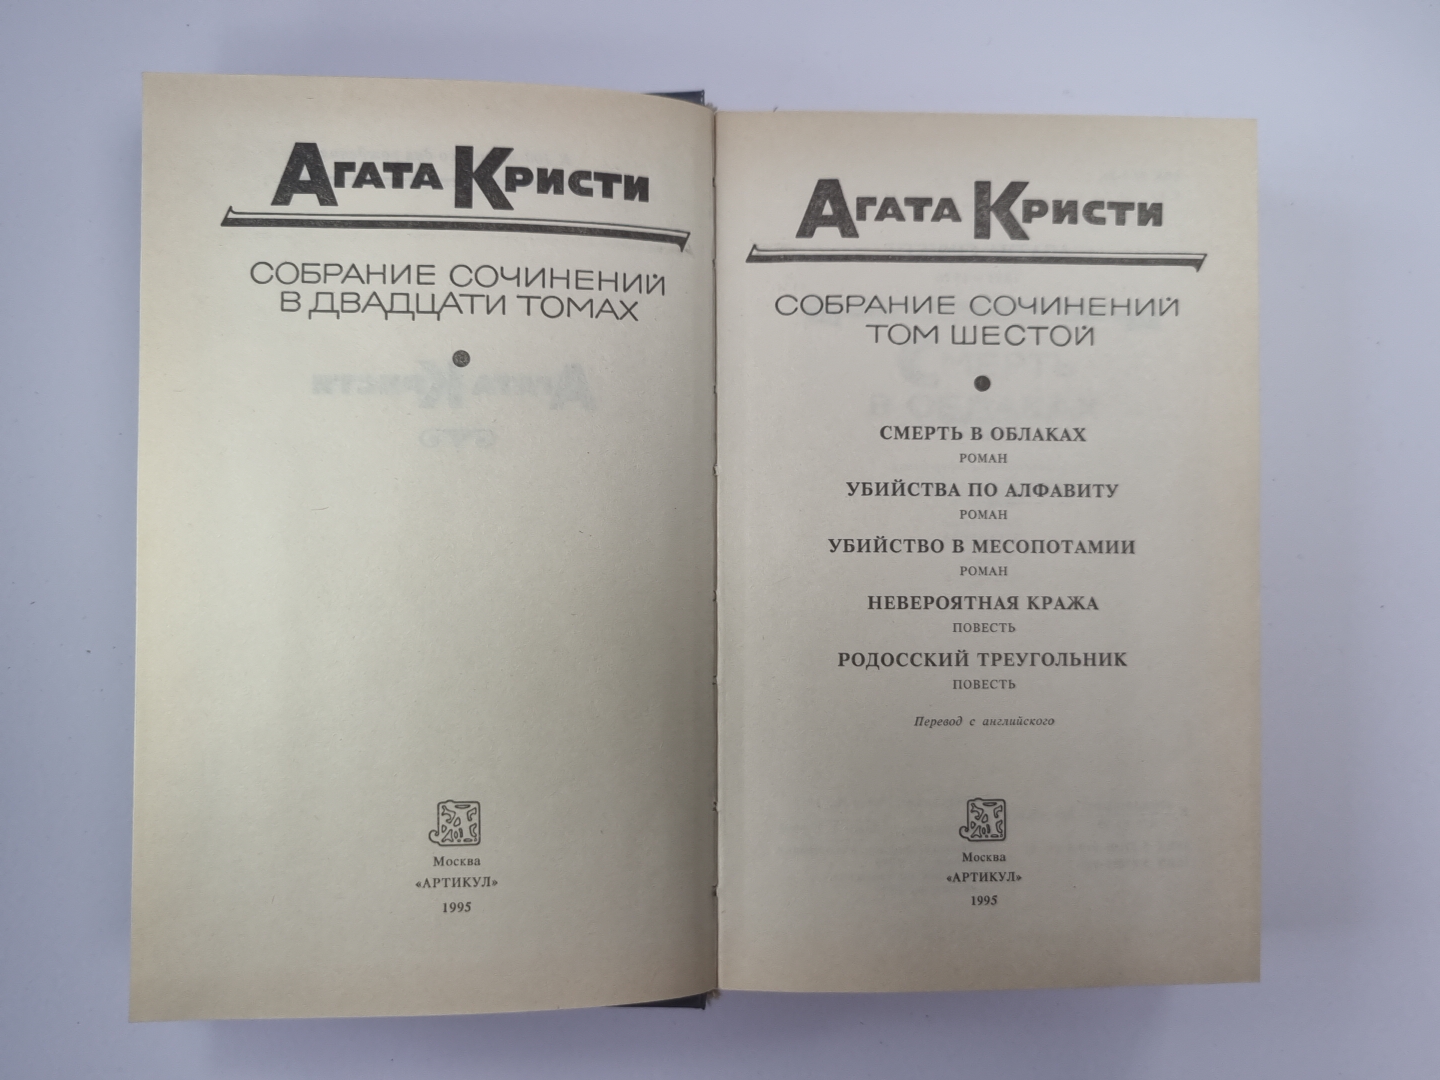 Агата Кристи
СОБРАНИЕ СОЧИНЕНИЙ
В ДВАДЦАТИ ТОМАХ
Москва
«АРТИКУЛ»
1995
Агата Кристи
СОБРАНИЕ СОЧИНЕНИЙ
ТОМ ШЕСТОЙ
СМЕРТЬ В ОБЛАКАХ
РОМАН
УБИЙСТВА ПО АЛФАВИТУ
РОМАН
УБИЙСТВО В МЕСОПОТАМИИ
РОМАН
НЕВЕРОЯТНАЯ КРАЖА
ПОВЕСТЬ
РОДОССКИЙ ТРЕУГОЛЬНИК
ПОВЕСТЬ
Перевод с английского
Москва
«АРТИКУЛ»
1995